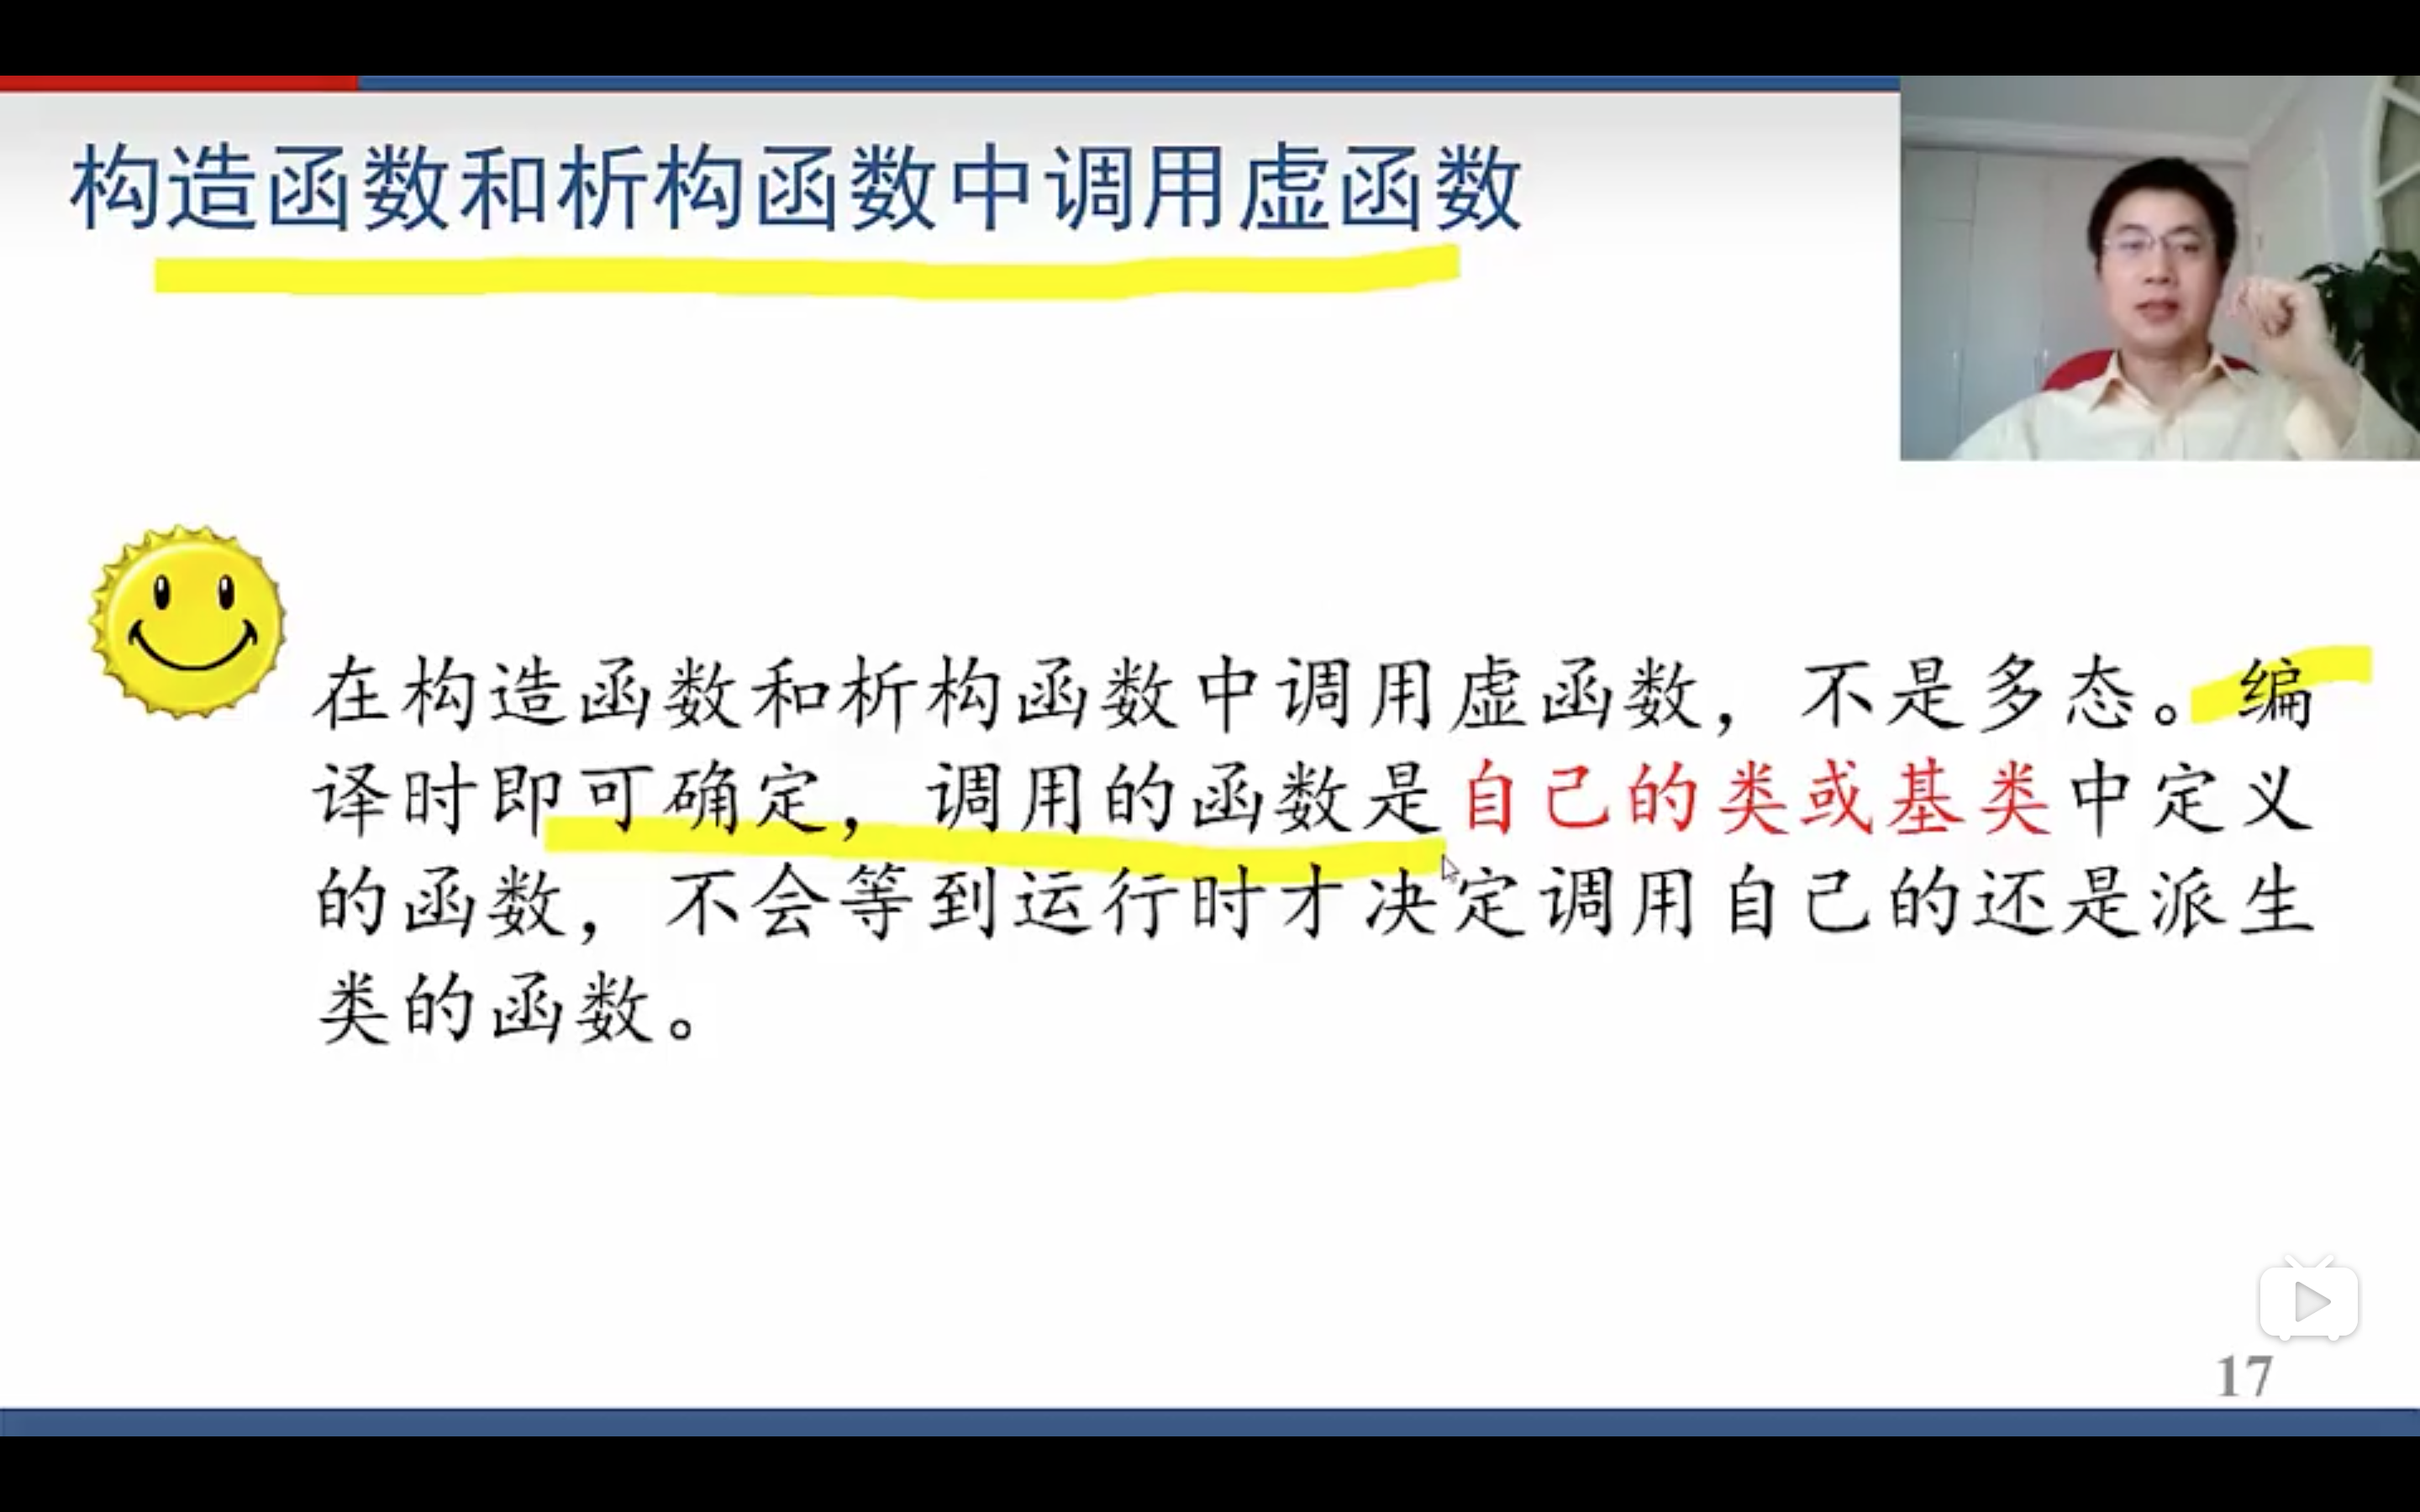 构造函数和析构函数中调用虚函数
在构造函数和析构函数中调用虚函数，不是多态。编
译时即可确定，调用的函数是自己的类或基类中定义
的函数，不会等到运行时才决定调用自己的还是派生
类的函数。
17